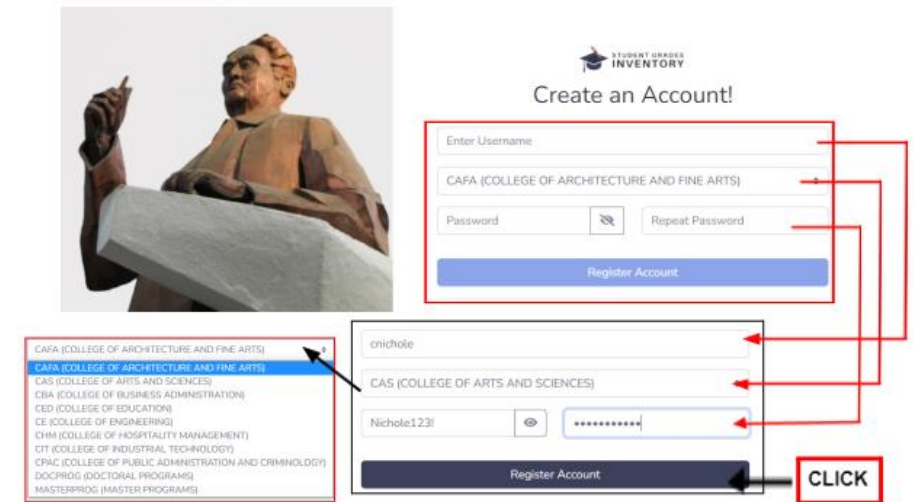 STUDENT GRADES
INVENTORY
Create an Account!
Enter Username
CAFA (COLLEGE OF ARCHITECTURE AND FINE ARTS)
Password
Repeat Password
Register Account
cnichole
CAS (COLLEGE OF ARTS AND SCIENCES)
Nichole123!
•••••••••••
Register Account
CLICK
CAFA (COLLEGE OF ARCHITECTURE AND FINE ARTS)
CAFA (COLLEGE OF ARCHITECTURE AND FINE ARTS)
CAS (COLLEGE OF ARTS AND SCIENCES)
CBA (COLLEGE OF BUSINESS ADMINISTRATION)
CED (COLLEGE OF EDUCATION)
CE (COLLEGE OF ENGINEERING)
CHM (COLLEGE OF HOSPITALITY MANAGEMENT)
CIT (COLLEGE OF INDUSTRIAL TECHNOLOGY)
CPAC (COLLEGE OF PUBLIC ADMINISTRATION AND CRIMINOLOGY)
DOCPROG (DOCTORAL PROGRAMS)
MASTERPROG (MASTER PROGRAMS)